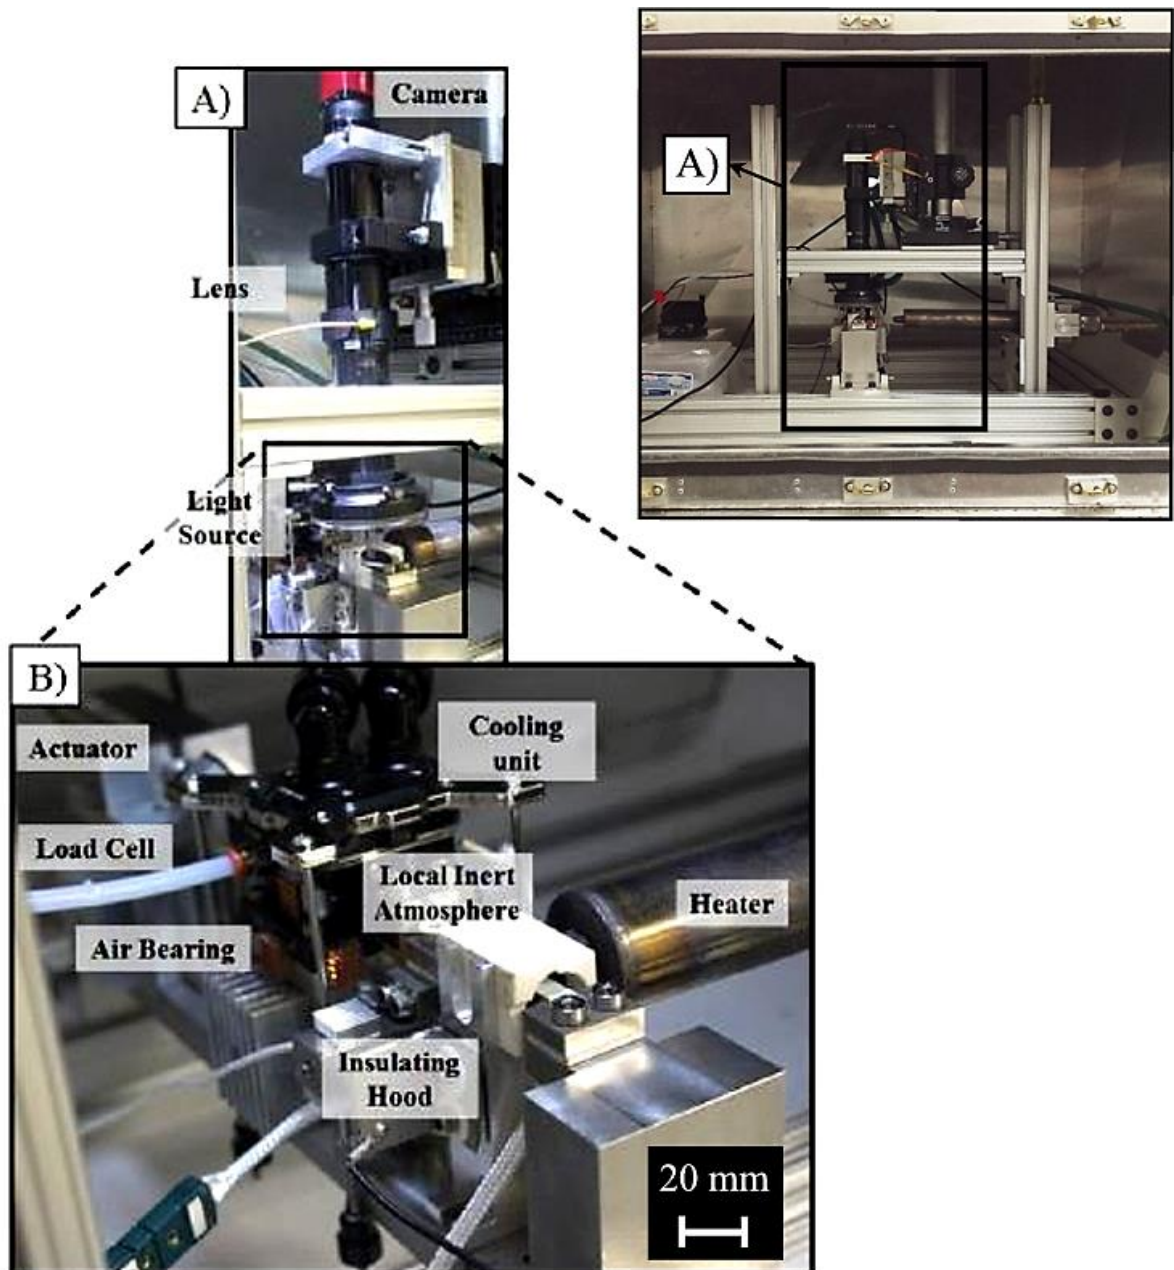 A)
Camera
A)
Lens
Light
Source
B)
Actuator
Cooling
unit
Load Cell
Local Inert
Atmosphere
Heater
Air Bearing
Insulating
Hood
20 mm